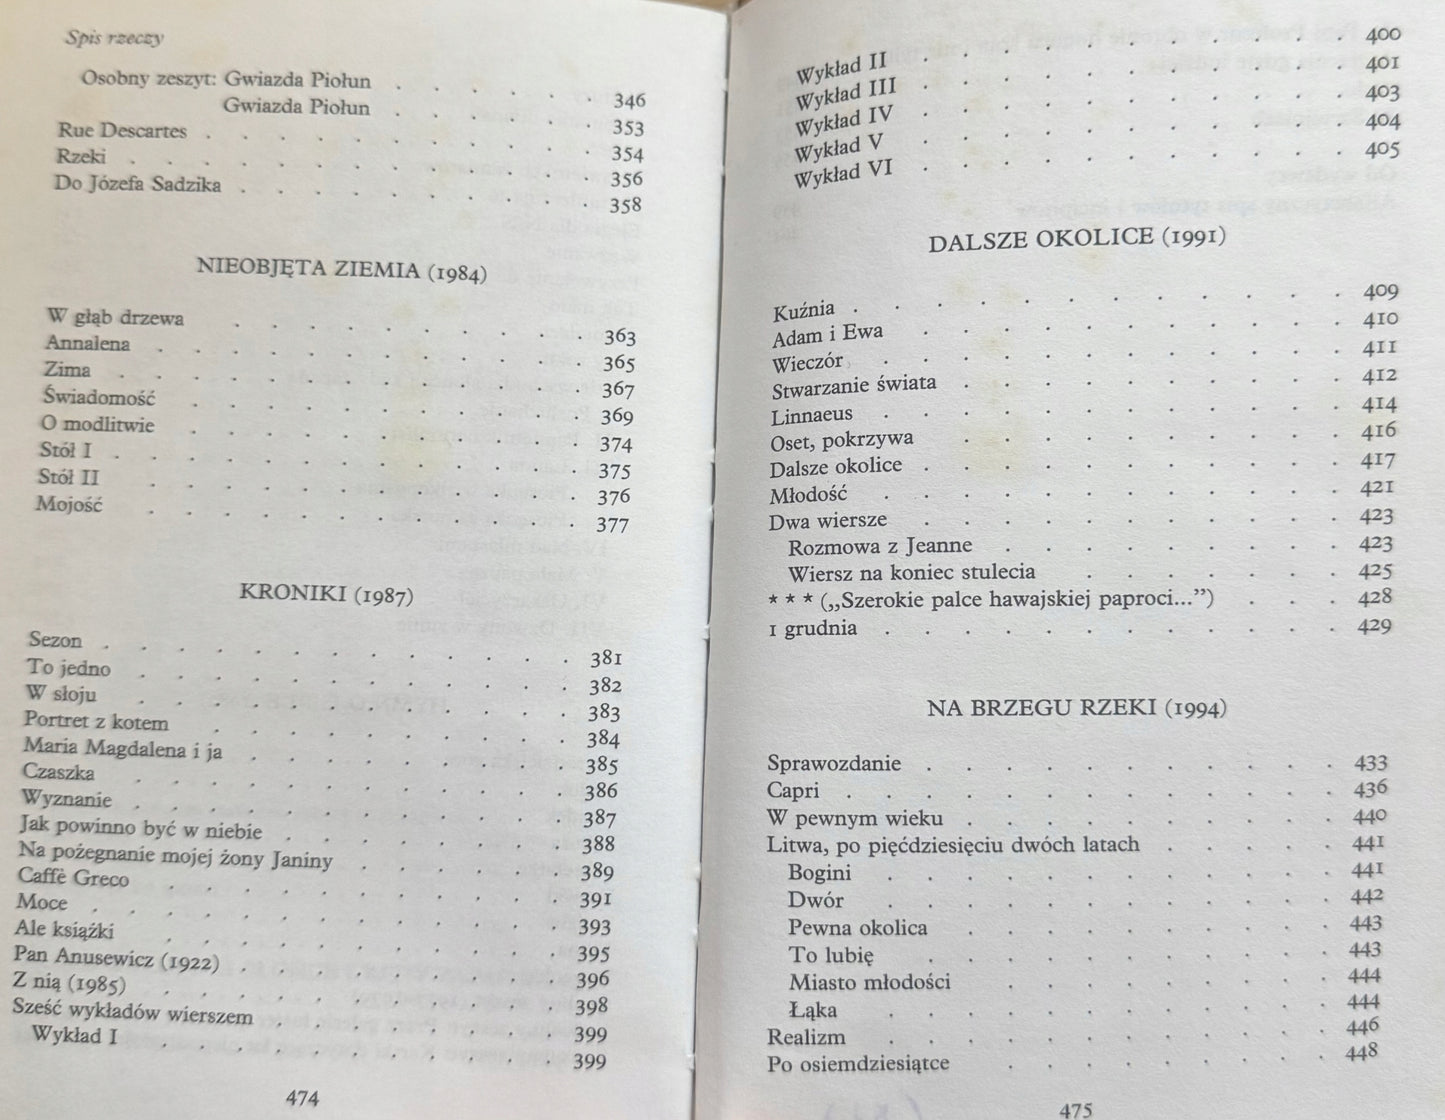 Spis rzeczy
Osobny zeszyt: Gwiazda Piołun . . . . . . 346
Gwiazda Piołun . . . . . . 353
Rue Descartes . . . . . . . . . . 354
Rzeki . . . . . . . . . . . . 356
Do Józefa Sadzika . . . . . . . . . . 358
NIEOBJĘTA ZIEMIA (1984)
W głąb drzewa . . . . . . . . . . 363
Annalena . . . . . . . . . . . . 365
Zima . . . . . . . . . . . . 367
Świadomość . . . . . . . . . . . 369
O modlitwie . . . . . . . . . . . 374
Stół I . . . . . . . . . . . . 375
Stół II . . . . . . . . . . . . 376
Mojość . . . . . . . . . . . . 377
KRONIKI (1987)
Sezon . . . . . . . . . . . . . 381
To jedno . . . . . . . . . . . . 382
W słoju . . . . . . . . . . . . 383
Portret z kotem . . . . . . . . . . 384
Maria Magdalena i ja . . . . . . . . . 385
Czaszka . . . . . . . . . . . . 386
Wyznanie . . . . . . . . . . . . 387
Jak powinno być w niebie . . . . . . . . 388
Na pożegnanie mojej żony Janiny . . . . . . 389
Caffè Greco . . . . . . . . . . . 391
Moce . . . . . . . . . . . . . 393
Ale książki . . . . . . . . . . . 395
Pan Anusewicz (1922) . . . . . . . . . 396
Z nią (1985) . . . . . . . . . . . 398
Sześć wykładów wierszem . . . . . . . . 399
Wykład I . . . . . . . . . . . 399
474
Wykład II . . . . . . . . . . . 400
Wykład III . . . . . . . . . . . 401
Wykład IV . . . . . . . . . . . 403
Wykład V . . . . . . . . . . . 404
Wykład VI . . . . . . . . . . . 405
DALSZE OKOLICE (1991)
Kuźnia . . . . . . . . . . . . 409
Adam i Ewa . . . . . . . . . . . 410
Wieczór . . . . . . . . . . . . 411
Stwarzanie świata . . . . . . . . . . 412
Linnaeus . . . . . . . . . . . . 414
Oset, pokrzywa . . . . . . . . . . 416
Dalsze okolice . . . . . . . . . . . 417
Młodość . . . . . . . . . . . . 421
Dwa wiersze . . . . . . . . . . . 423
Rozmowa z Jeanne . . . . . . . . . 423
Wiersz na koniec stulecia . . . . . . . 425
* * * („Szerokie palce hawajskiej paproci...”) . . . 428
1 grudnia . . . . . . . . . . . . 429
NA BRZEGU RZEKI (1994)
Sprawozdanie . . . . . . . . . . . 433
Capri . . . . . . . . . . . . . 436
W pewnym wieku . . . . . . . . . . 440
Litwa, po pięćdziesięciu dwóch latach . . . . . 441
Bogini . . . . . . . . . . . . 441
Dwór . . . . . . . . . . . . 442
Pewna okolica . . . . . . . . . . 443
To lubię . . . . . . . . . . . 443
Miasto młodości . . . . . . . . . 444
Łąka . . . . . . . . . . . . 444
Realizm . . . . . . . . . . . . 446
Po osiemdziesiątce . . . . . . . . . 448
475